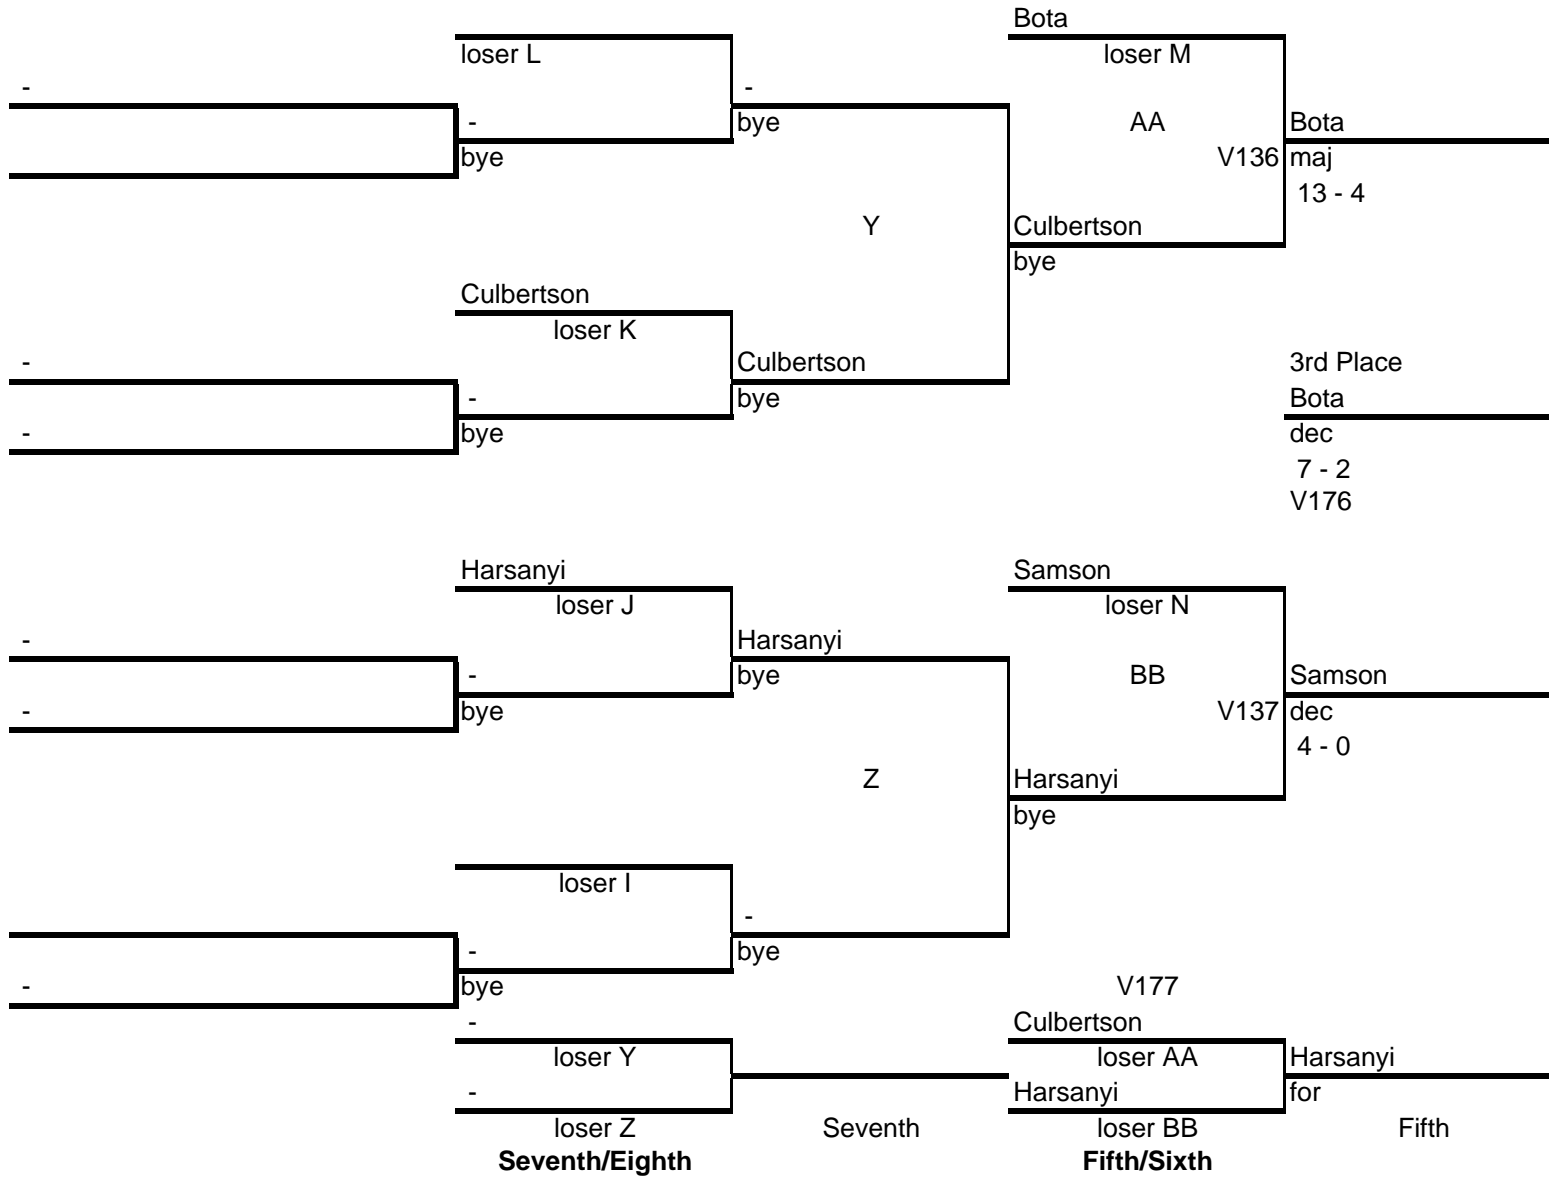 Bota
loser L
loser M
-
-
-
bye
AA
Bota
bye
V136
maj
13 - 4
Y
Culbertson
bye
Culbertson
loser K
-
Culbertson
3rd Place
-
bye
Bota
-
bye
dec
7 - 2
V176
Harsanyi
Samson
loser J
loser N
-
Harsanyi
-
bye
BB
Samson
-
bye
V137
dec
4 - 0
Z
Harsanyi
bye
loser I
-
-
bye
-
bye
V177
-
Culbertson
loser Y
loser AA
Harsanyi
-
Harsanyi
for
loser Z
Seventh
loser BB
Fifth
Seventh/Eighth
Fifth/Sixth